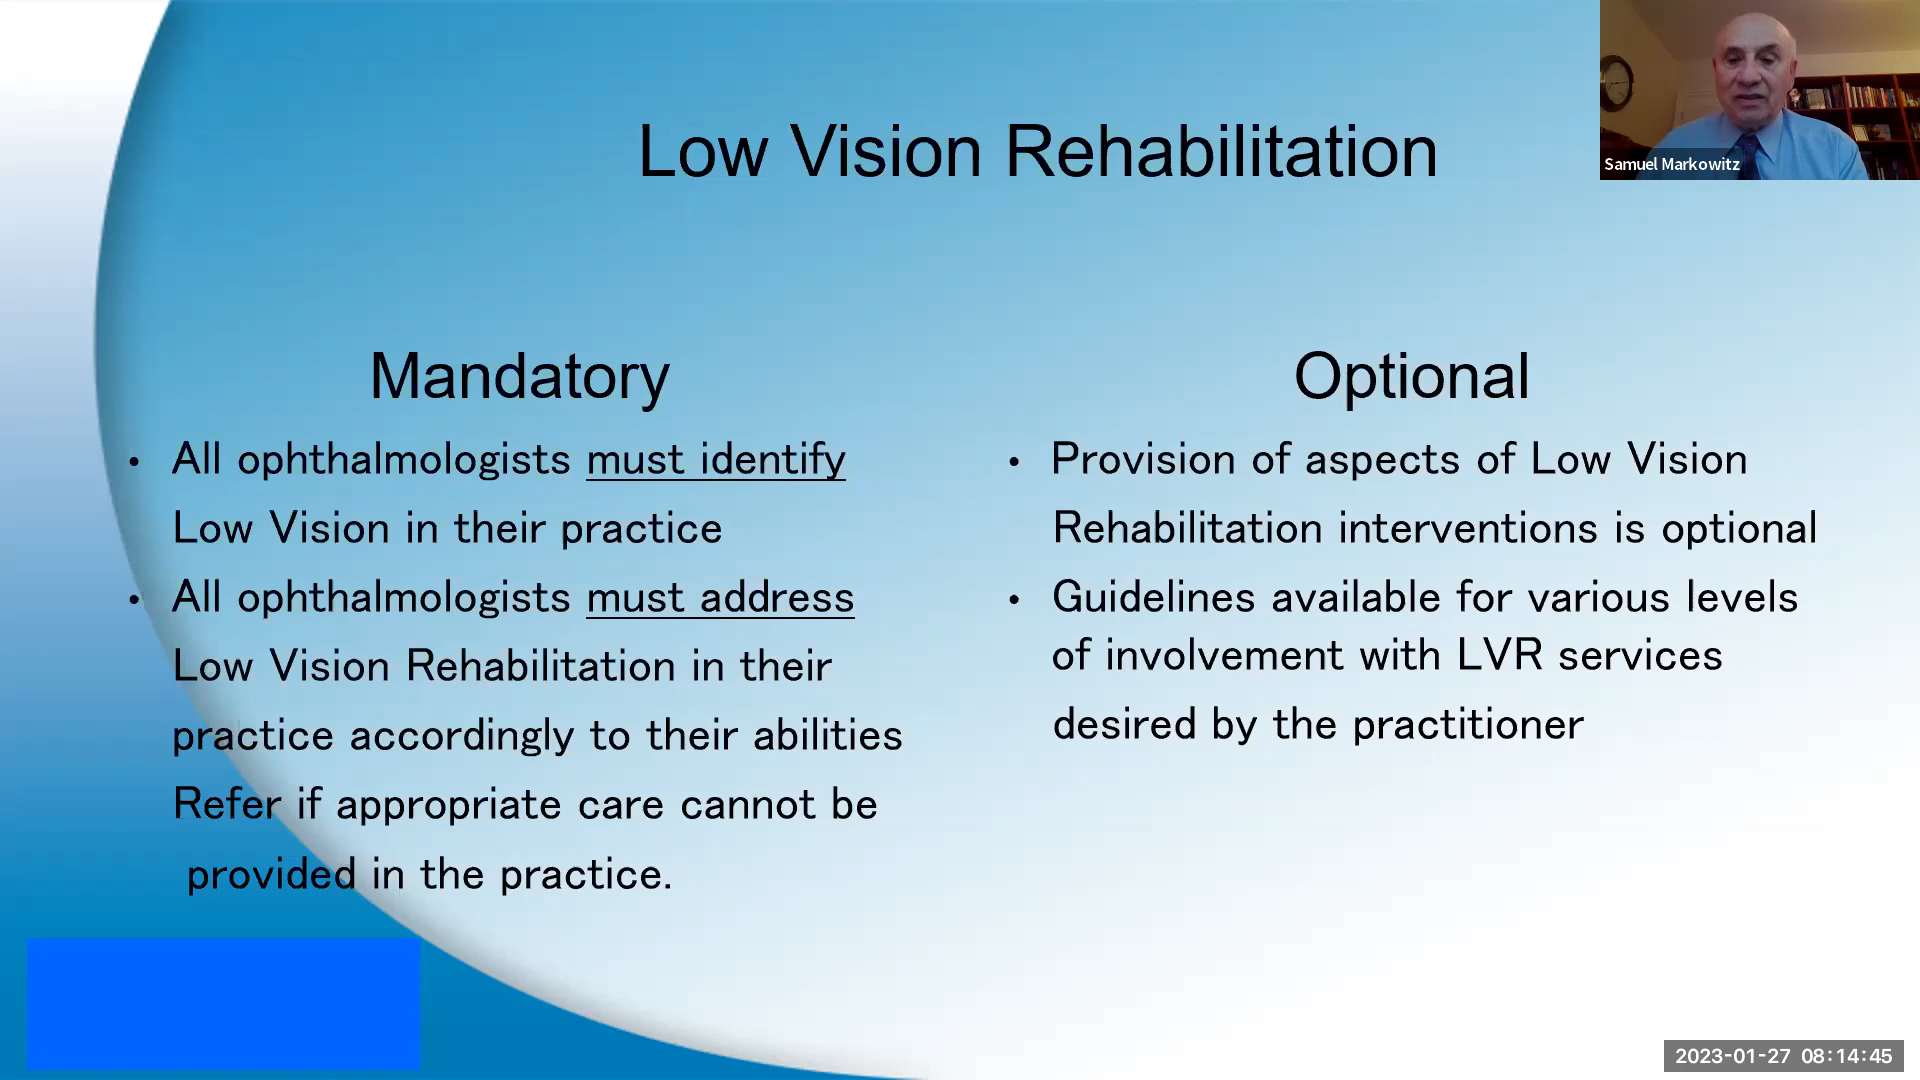 Low Vision Rehabilitation
Samuel Markowitz
Mandatory
• All ophthalmologists must identify
Low Vision in their practice
• All ophthalmologists must address
Low Vision Rehabilitation in their
practice accordingly to their abilities
Refer if appropriate care cannot be
provided in the practice.
Optional
• Provision of aspects of Low Vision
Rehabilitation interventions is optional
• Guidelines available for various levels
of involvement with LVR services
desired by the practitioner
2023-01-27 08:14:45